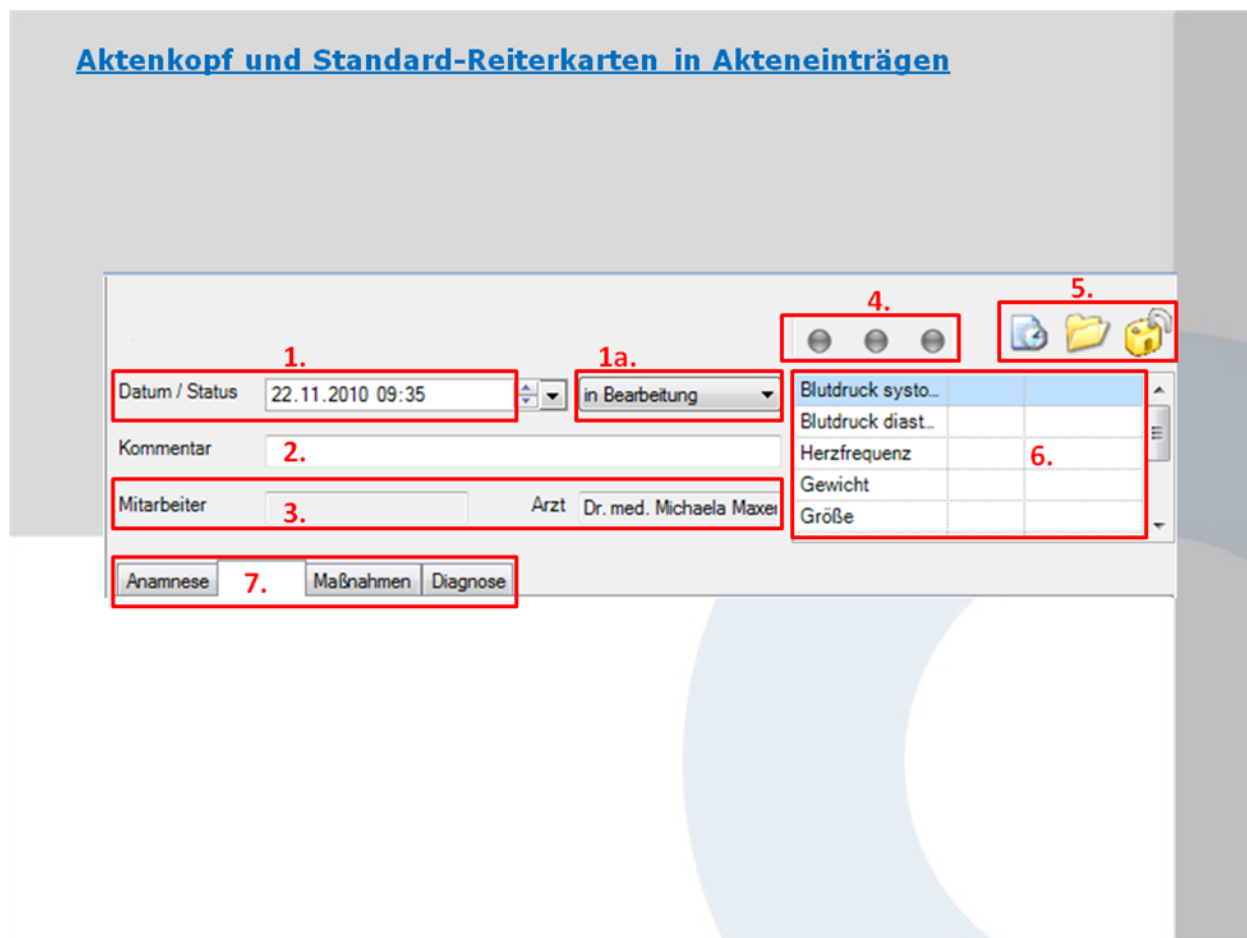 Aktenkopf und Standard-Reiterkarten in Akteneinträgen
4.
5.
1.
1a.
Datum / Status 22.11.2010 09:35 in Bearbeitung
Kommentar 2.
Mitarbeiter 3. Arzt Dr. med. Michaela Maxer
Blutdruck systo...
Blutdruck diast...
Herzfrequenz 6.
Gewicht
Größe
Anamnese 7. Maßnahmen Diagnose